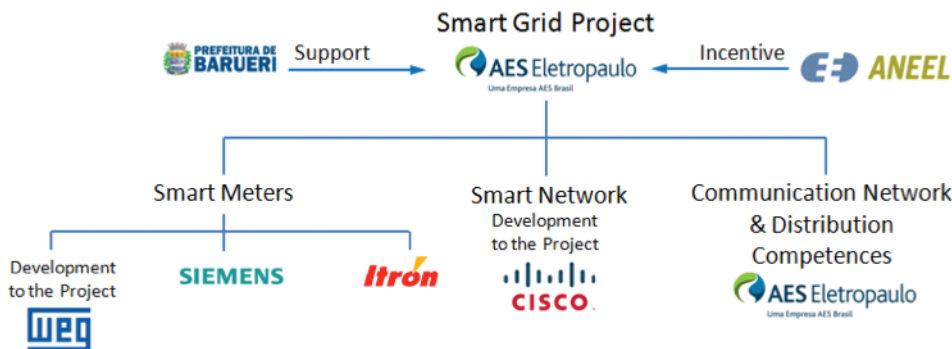 Smart Grid Project
PREFEITURA DE
BARUERI
Support
AES Eletropaulo
Uma Empresa AES Brasil
Incentive
ANEEL
Smart Meters
Smart Network
Development
to the Project
Communication Network
& Distribution
Competences
Development
to the Project
weg
SIEMENS
Itrón
CISCO
AES Eletropaulo
Uma Empresa AES Brasil